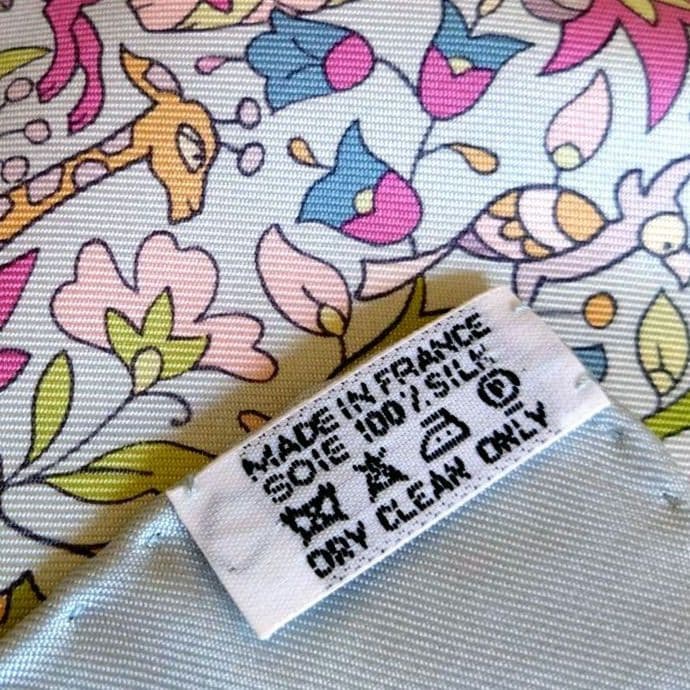 MADE IN FRANCE
SOIE 100% SILK
P
DRY CLEAN ONLY